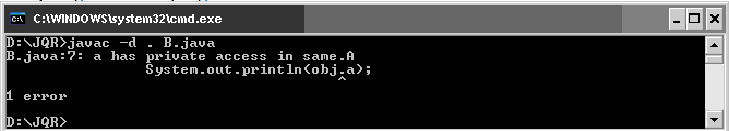 C:\WINDOWS\system32\cmd.exe
D:\JQR>javac -d . B.java
B.java:7: a has private access in same.A
System.out.println(obj.a);
^
1 error
D:\JQR>